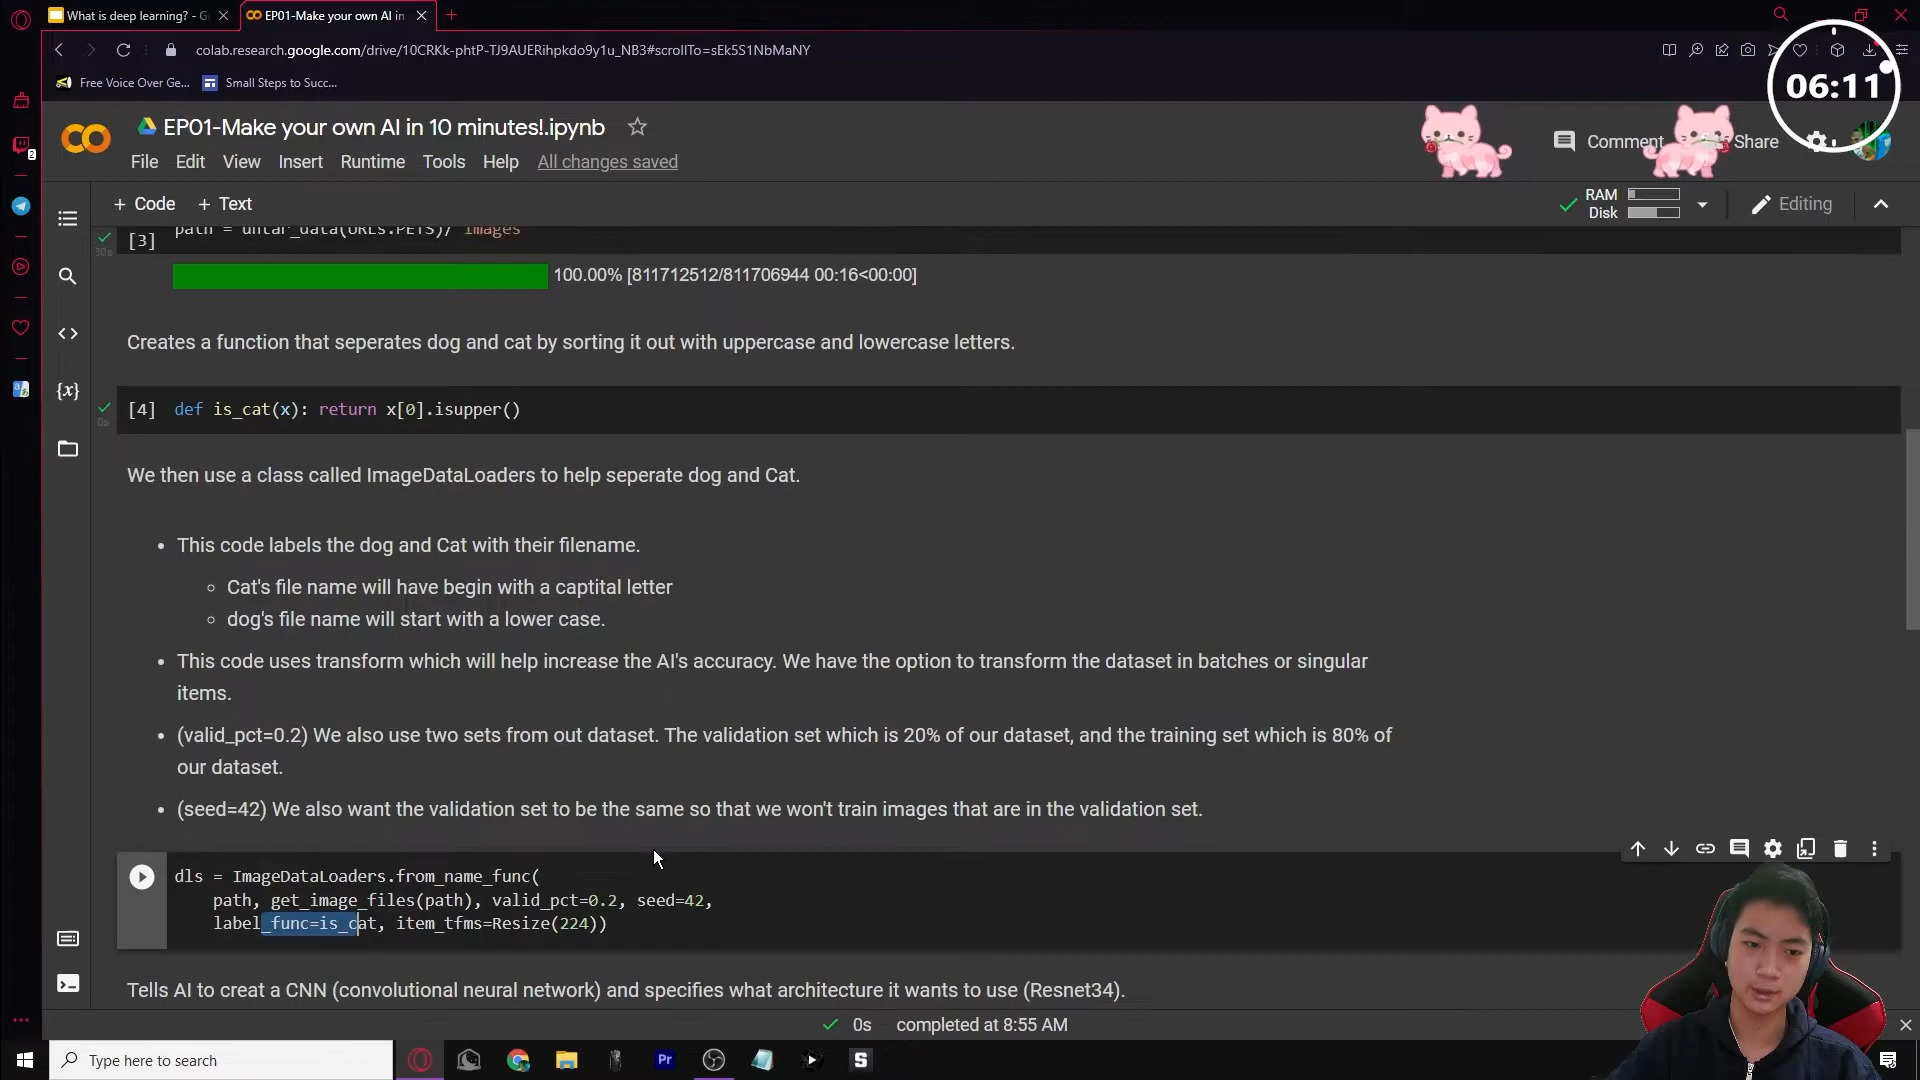 What is deep learning? - G
EP01-Make your own AI in
colab.research.google.com/drive/10CRKk-phtP-TJ9AUERihpkdo9y1u_NB3#scrollTo=sEk5S1NbMaNY
Free Voice Over Ge...
Small Steps to Succ...
06:11
EP01-Make your own AI in 10 minutes!.ipynb
Comment
Share
File Edit View Insert Runtime Tools Help All changes saved
+ Code + Text
RAM
Disk
Editing
[3] path = untar_data(URLs.PETS)/ images
30s
100.00% [811712512/811706944 00:16<00:00]
Creates a function that seperates dog and cat by sorting it out with uppercase and lowercase letters.
[4] def is_cat(x): return x[0].isupper()
0s
We then use a class called ImageDataLoaders to help seperate dog and Cat.
• This code labels the dog and Cat with their filename.
◦ Cat's file name will have begin with a captital letter
◦ dog's file name will start with a lower case.
• This code uses transform which will help increase the AI's accuracy. We have the option to transform the dataset in batches or singular
items.
• (valid_pct=0.2) We also use two sets from out dataset. The validation set which is 20% of our dataset, and the training set which is 80% of
our dataset.
• (seed=42) We also want the validation set to be the same so that we won't train images that are in the validation set.
dls = ImageDataLoaders.from_name_func(
path, get_image_files(path), valid_pct=0.2, seed=42,
label_func=is_cat, item_tfms=Resize(224))
Tells AI to creat a CNN (convolutional neural network) and specifies what architecture it wants to use (Resnet34).
0s completed at 8:55 AM
Type here to search
Pr
S